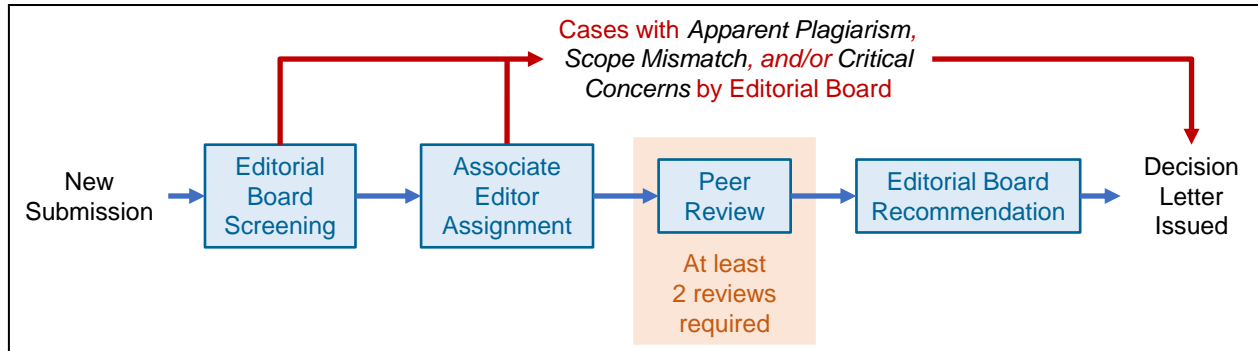 Cases with Apparent Plagiarism,
Scope Mismatch, and/or Critical
Concerns by Editorial Board
New
Submission
Editorial
Board
Screening
Associate
Editor
Assignment
Peer
Review
At least
2 reviews
required
Editorial Board
Recommendation
Decision
Letter
Issued